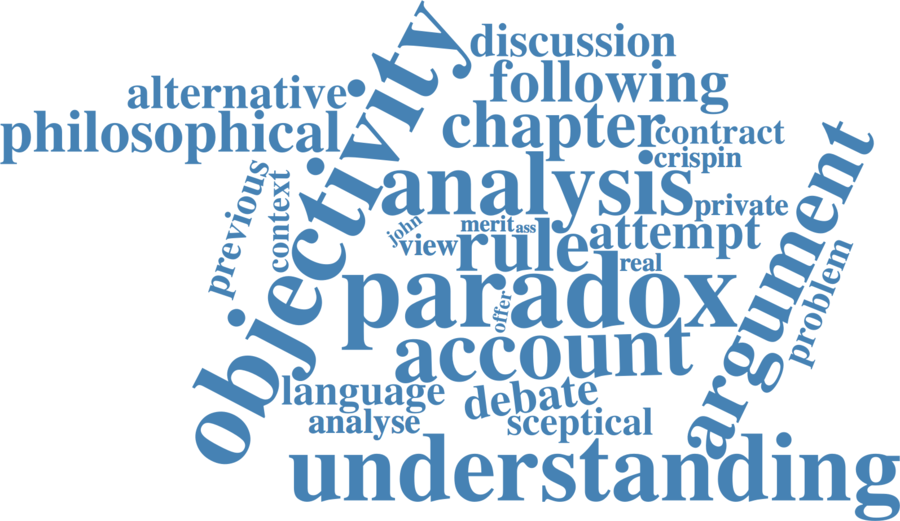 discussion
alternative
following
philosophical
objectivity
chapter
contract
crispin
analysis
previous
context
private
argument
john
merit
ass
view
rule
attempt
real
paradox
problem
offer
account
language
debate
analyse
sceptical
understanding